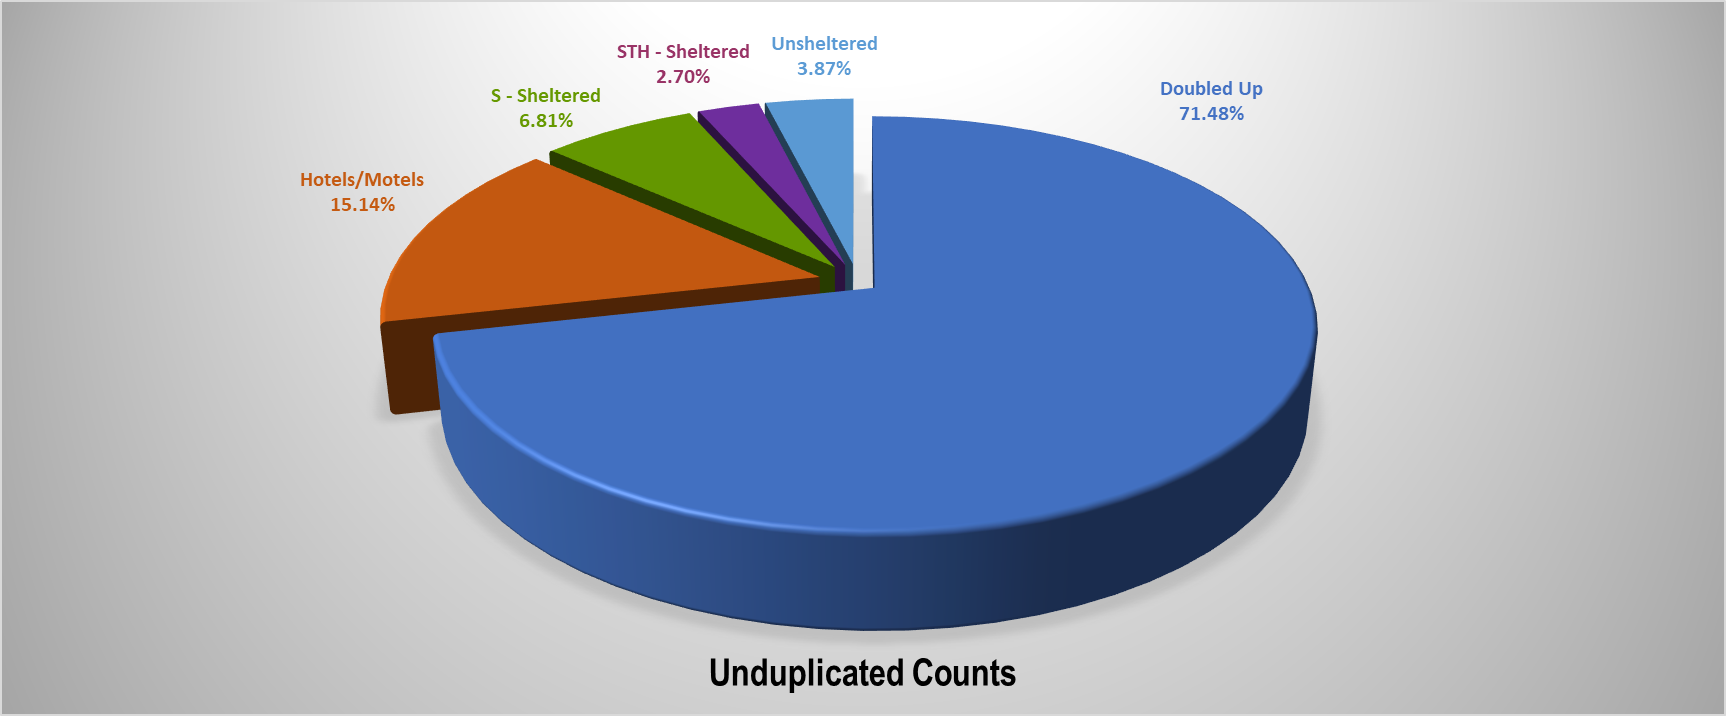 STH - Sheltered
2.70%
Unsheltered
3.87%
Doubled Up
71.48%
S - Sheltered
6.81%
Hotels/Motels
15.14%
Unduplicated Counts